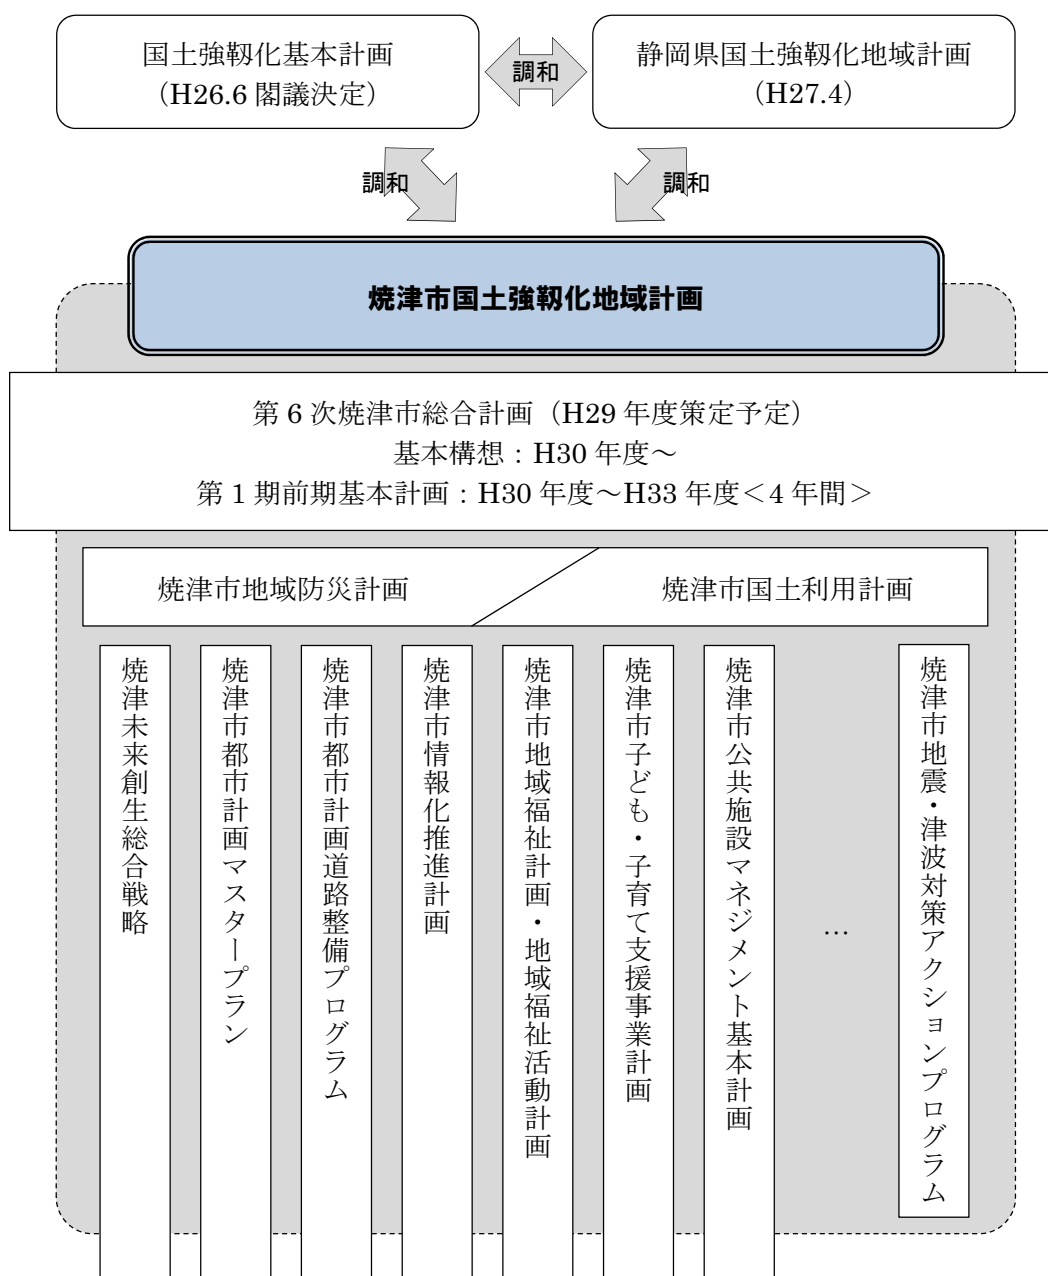 国土強靱化基本計画
（H26.6 閣議決定）
調和
静岡県国土強靱化地域計画
（H27.4）
調和
調和
焼津市国土強靱化地域計画
第 6 次焼津市総合計画（H29 年度策定予定）
基本構想：H30 年度～
第 1 期前期基本計画：H30 年度～H33 年度＜4 年間＞
焼津市地域防災計画
焼津市国土利用計画
焼津未来創生総合戦略
焼津市都市計画マスタープラン
焼津市都市計画道路整備プログラム
焼津市情報化推進計画
焼津市地域福祉計画・地域福祉活動計画
焼津市子ども・子育て支援事業計画
焼津市公共施設マネジメント基本計画
…
焼津市地震・津波対策アクションプログラム